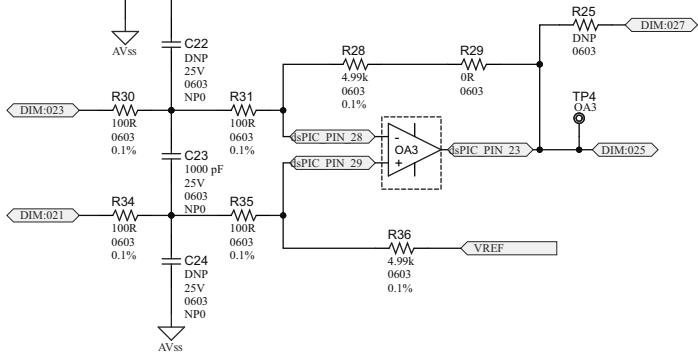 AVss
C22
DNP
25V
0603
NP0
R28
4.99k
0603
0.1%
R29
0R
0603
R25
DNP
0603
DIM:027
TP4
OA3
DIM:023
R30
100R
0603
0.1%
R31
100R
0603
0.1%
dsPIC_PIN_28
-
OA3
+
dsPIC_PIN_29
dsPIC_PIN_23
DIM:025
C23
1000 pF
25V
0603
NP0
DIM:021
R34
100R
0603
0.1%
R35
100R
0603
0.1%
R36
4.99k
0603
0.1%
VREF
C24
DNP
25V
0603
NP0
AVss